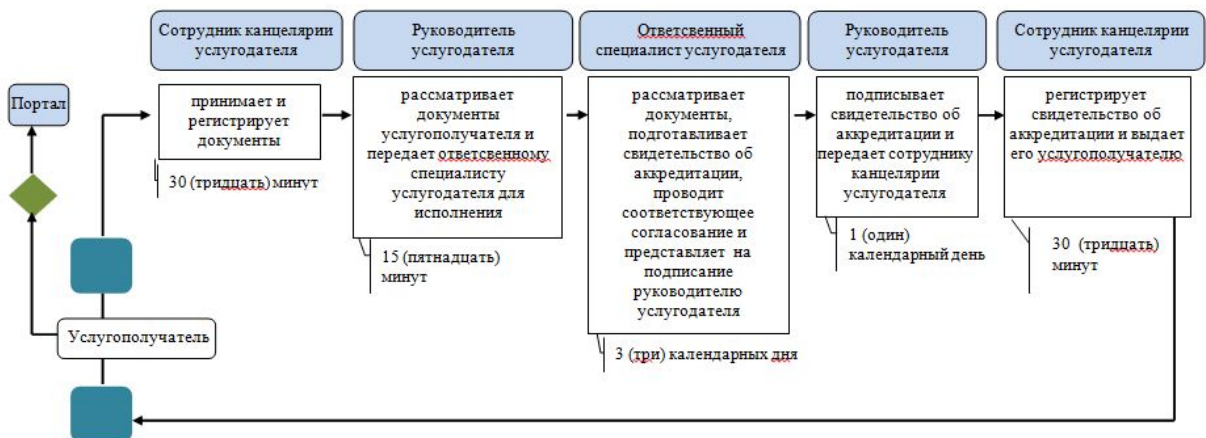 Сотрудник канцелярии
услугодателя
Руководитель
услугодателя
Ответсвенный
специалист услугодателя
Руководитель
услугодателя
Сотрудник канцелярии
услугодателя
Портал
принимает и
регистрирует
документы
30 (тридцать) минут
рассматривает
документы
услугополучателя и
передает ответсвенному
специалисту
услугодателя для
исполнения
15 (пятнадцать)
минут
рассматривает
документы,
подготавливает
свидетельство об
аккредитации,
проводит
соответствующее
согласование и
представляет на
подписание
руководителю
услугодателя
3 (три) календарных дня
подписывает
свидетельство об
аккредитации и
передает сотруднику
канцелярии
услугодателя
1 (один)
календарный день
регистрирует
свидетельство об
аккредитации и выдает
его услугополучателю
30 (тридцать)
минут
Услугополучатель